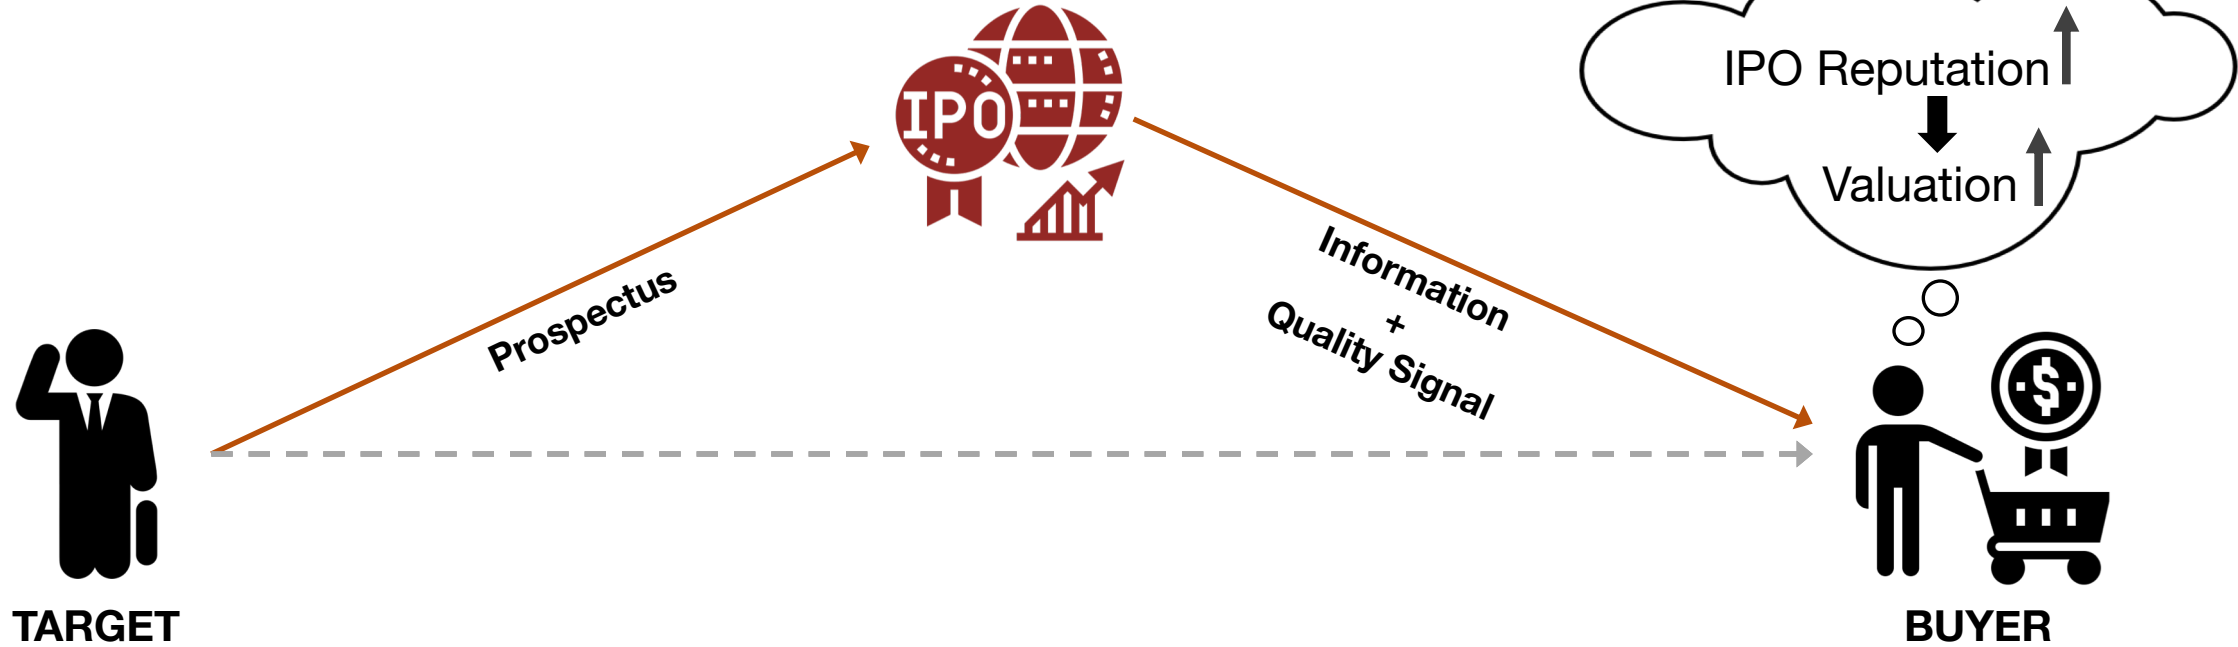 IPO Reputation
Valuation
IPO
Prospectus
Information
+
Quality Signal
$
TARGET
BUYER